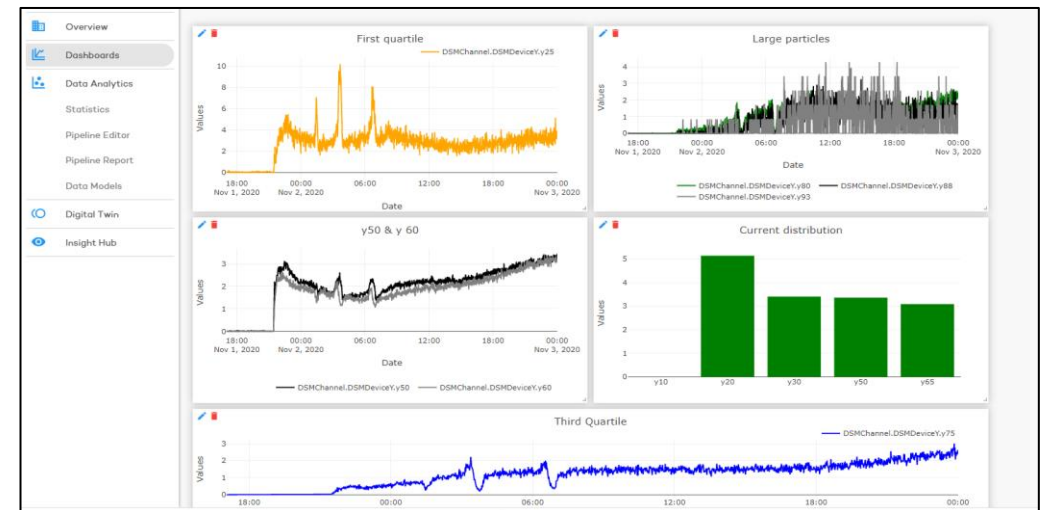 Overview
Dashboards
Data Analytics
Statistics
Pipeline Editor
Pipeline Report
Data Models
Digital Twin
Insight Hub
First quartile
DSMChannel.DSMDeviceY.y25
10
8
6
4
2
0
Values
18:00 00:00 06:00 12:00 18:00 00:00
Nov 1, 2020 Nov 2, 2020 Nov 3, 2020
Date
Large particles
4
3
2
1
0
Values
18:00 00:00 06:00 12:00 18:00 00:00
Nov 1, 2020 Nov 2, 2020 Nov 3, 2020
Date
DSMChannel.DSMDeviceY.y80 DSMChannel.DSMDeviceY.y88
DSMChannel.DSMDeviceY.y93
y50 & y 60
3
2
1
0
Values
18:00 00:00 06:00 12:00 18:00 00:00
Nov 1, 2020 Nov 2, 2020 Nov 3, 2020
Date
DSMChannel.DSMDeviceY.y50 DSMChannel.DSMDeviceY.y60
Current distribution
5
4
3
2
1
0
Values
y10 y20 y30 y50 y65
Third Quartile
DSMChannel.DSMDeviceY.y75
3
2
1
0
Values
18:00 00:00 06:00 12:00 18:00 00:00